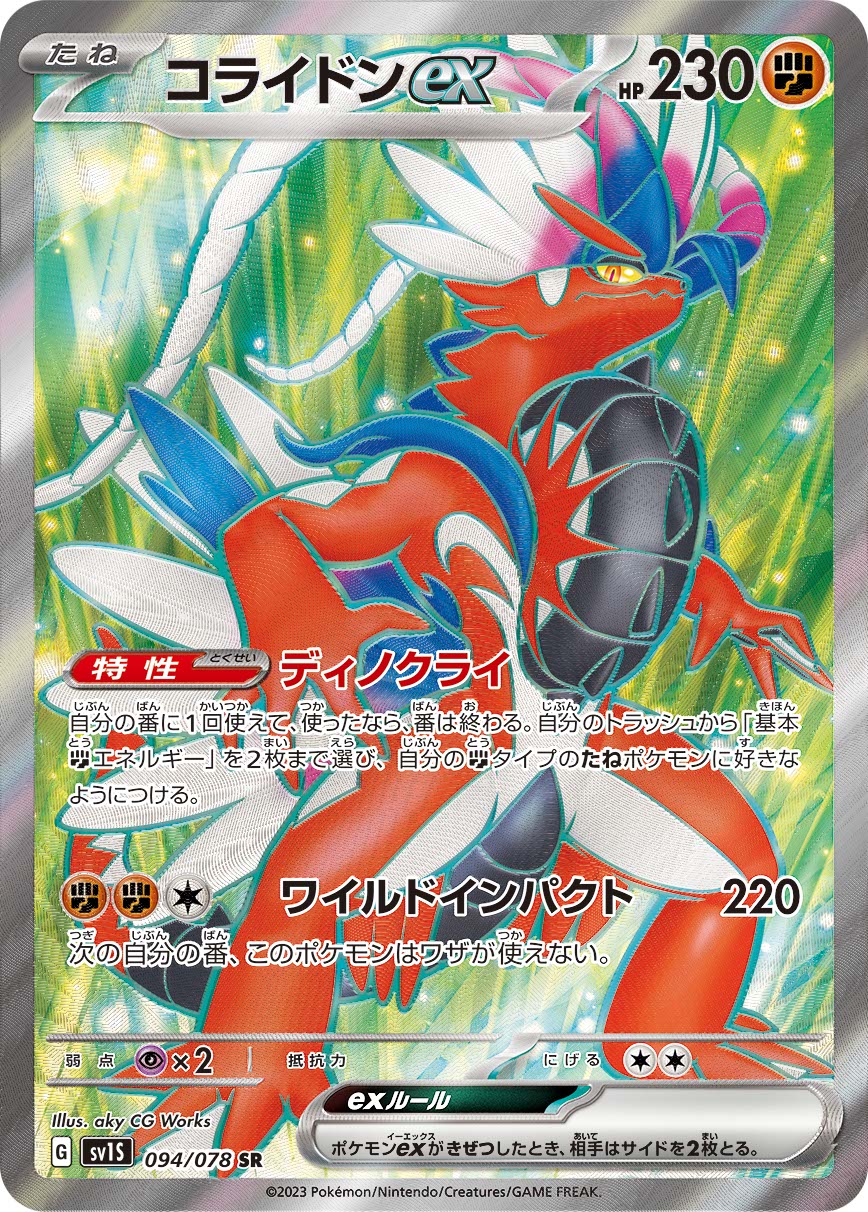 たね コライドンex HP 230
特性 とくせい ディノクライ
自分の番に1回使えて、使ったなら、番は終わる。自分のトラッシュから「基本
エネルギー」を2枚まで選び、自分の タイプのたねポケモンに好きな
ようにつける。
ワイルドインパクト 220
次の自分の番、このポケモンはワザが使えない。
弱点 ×2 抵抗力 にげる
exルール
ポケモンexがきぜつしたとき、相手はサイドを2枚とる。
Illus. aky CG Works
G sv1S 094/078 SR
©2023 Pokémon/Nintendo/Creatures/GAME FREAK.